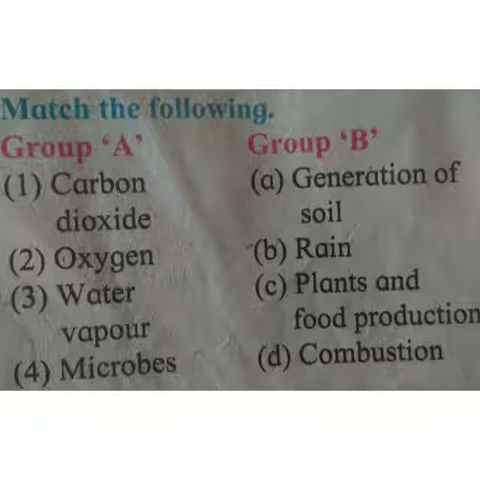 Match the following.
Group ‘A’ Group ‘B’
(1) Carbon (a) Generation of
dioxide soil
(2) Oxygen (b) Rain
(3) Water (c) Plants and
vapour food production
(4) Microbes (d) Combustion